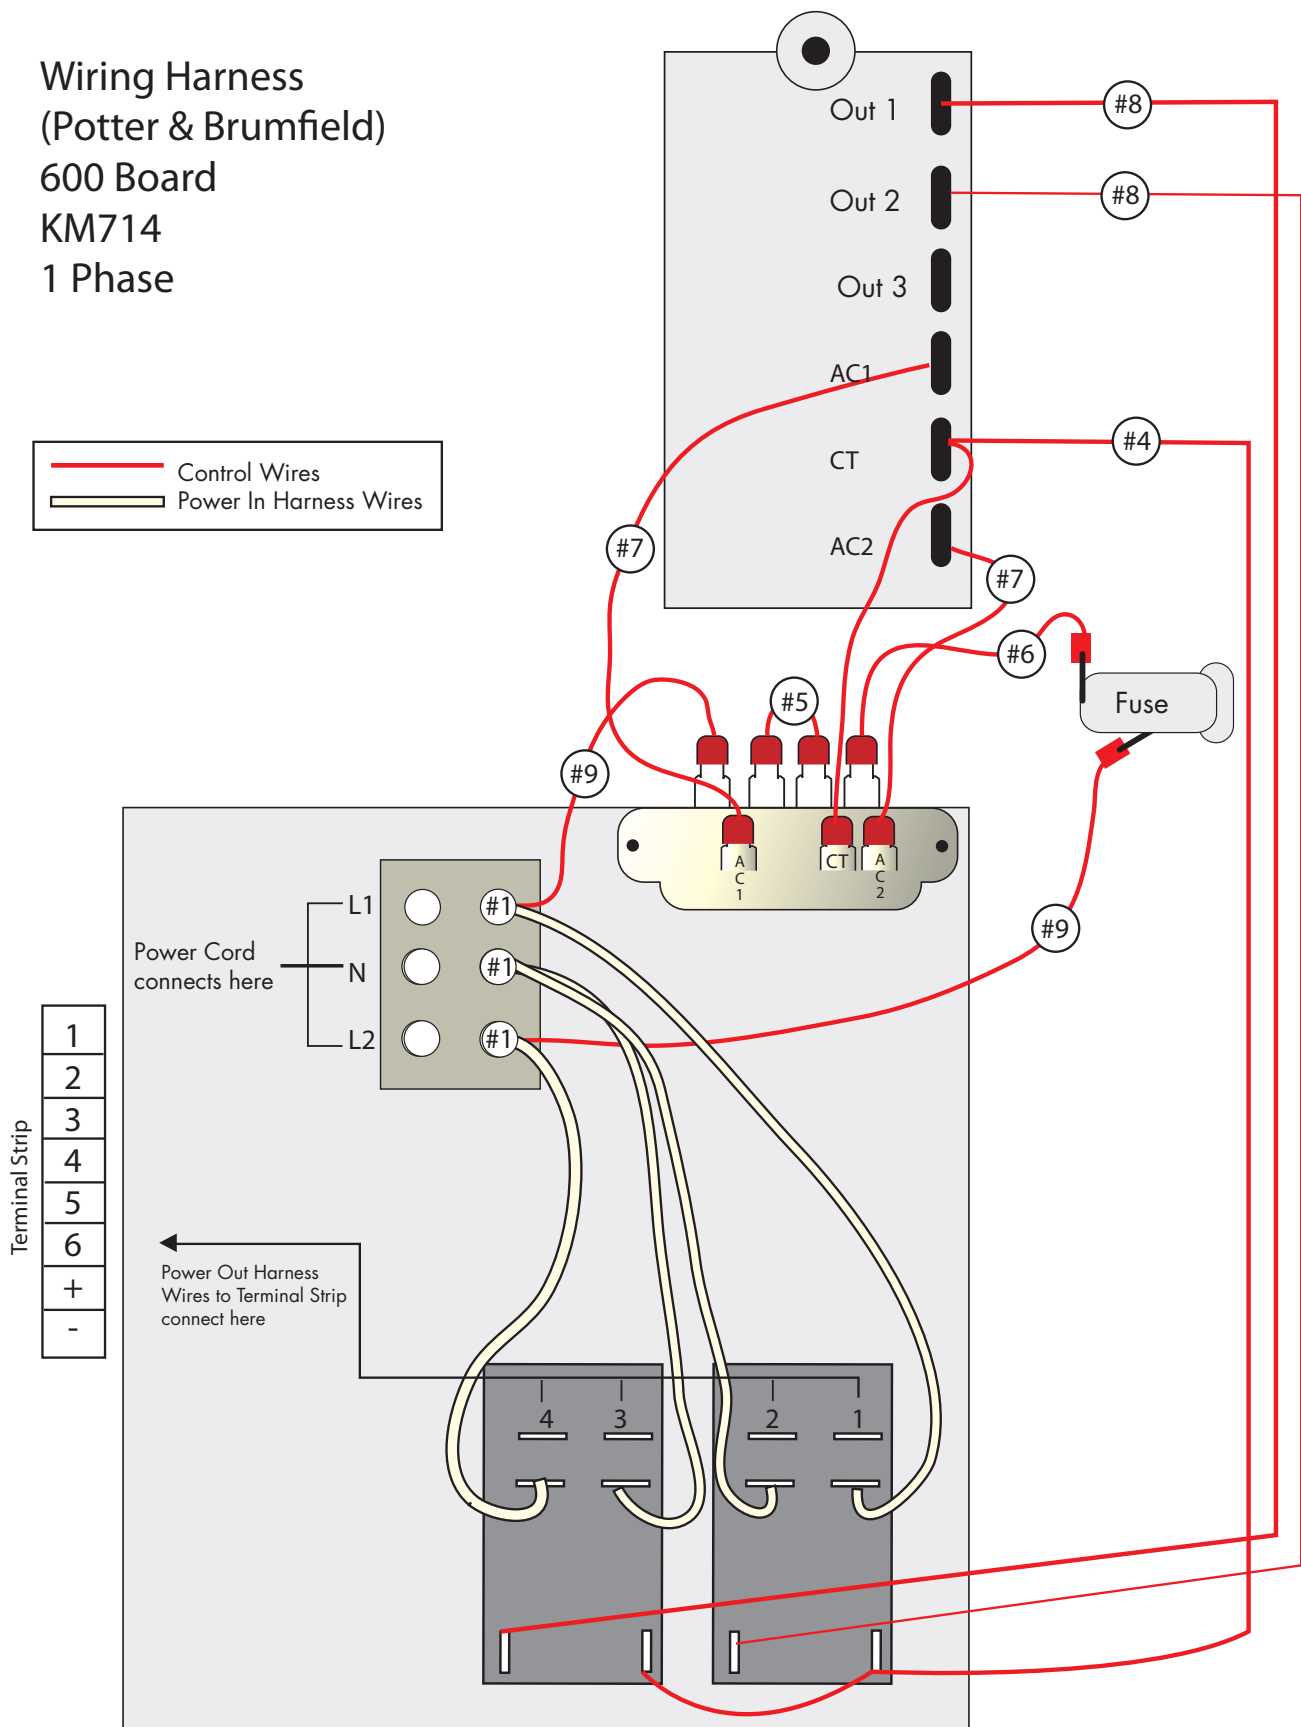 Wiring Harness
(Potter & Brumfield)
600 Board
KM714
1 Phase
Out 1
#8
Out 2
#8
Out 3
AC1
CT
#4
AC2
Control Wires
Power In Harness Wires
#7
#7
#6
#5
Fuse
#9
A
C
1
CT
A
C
2
L1
#1
Power Cord
connects here
N
#1
L2
#1
#9
Terminal Strip
1
2
3
4
5
6
+
-
Power Out Harness
Wires to Terminal Strip
connect here
4
3
2
1